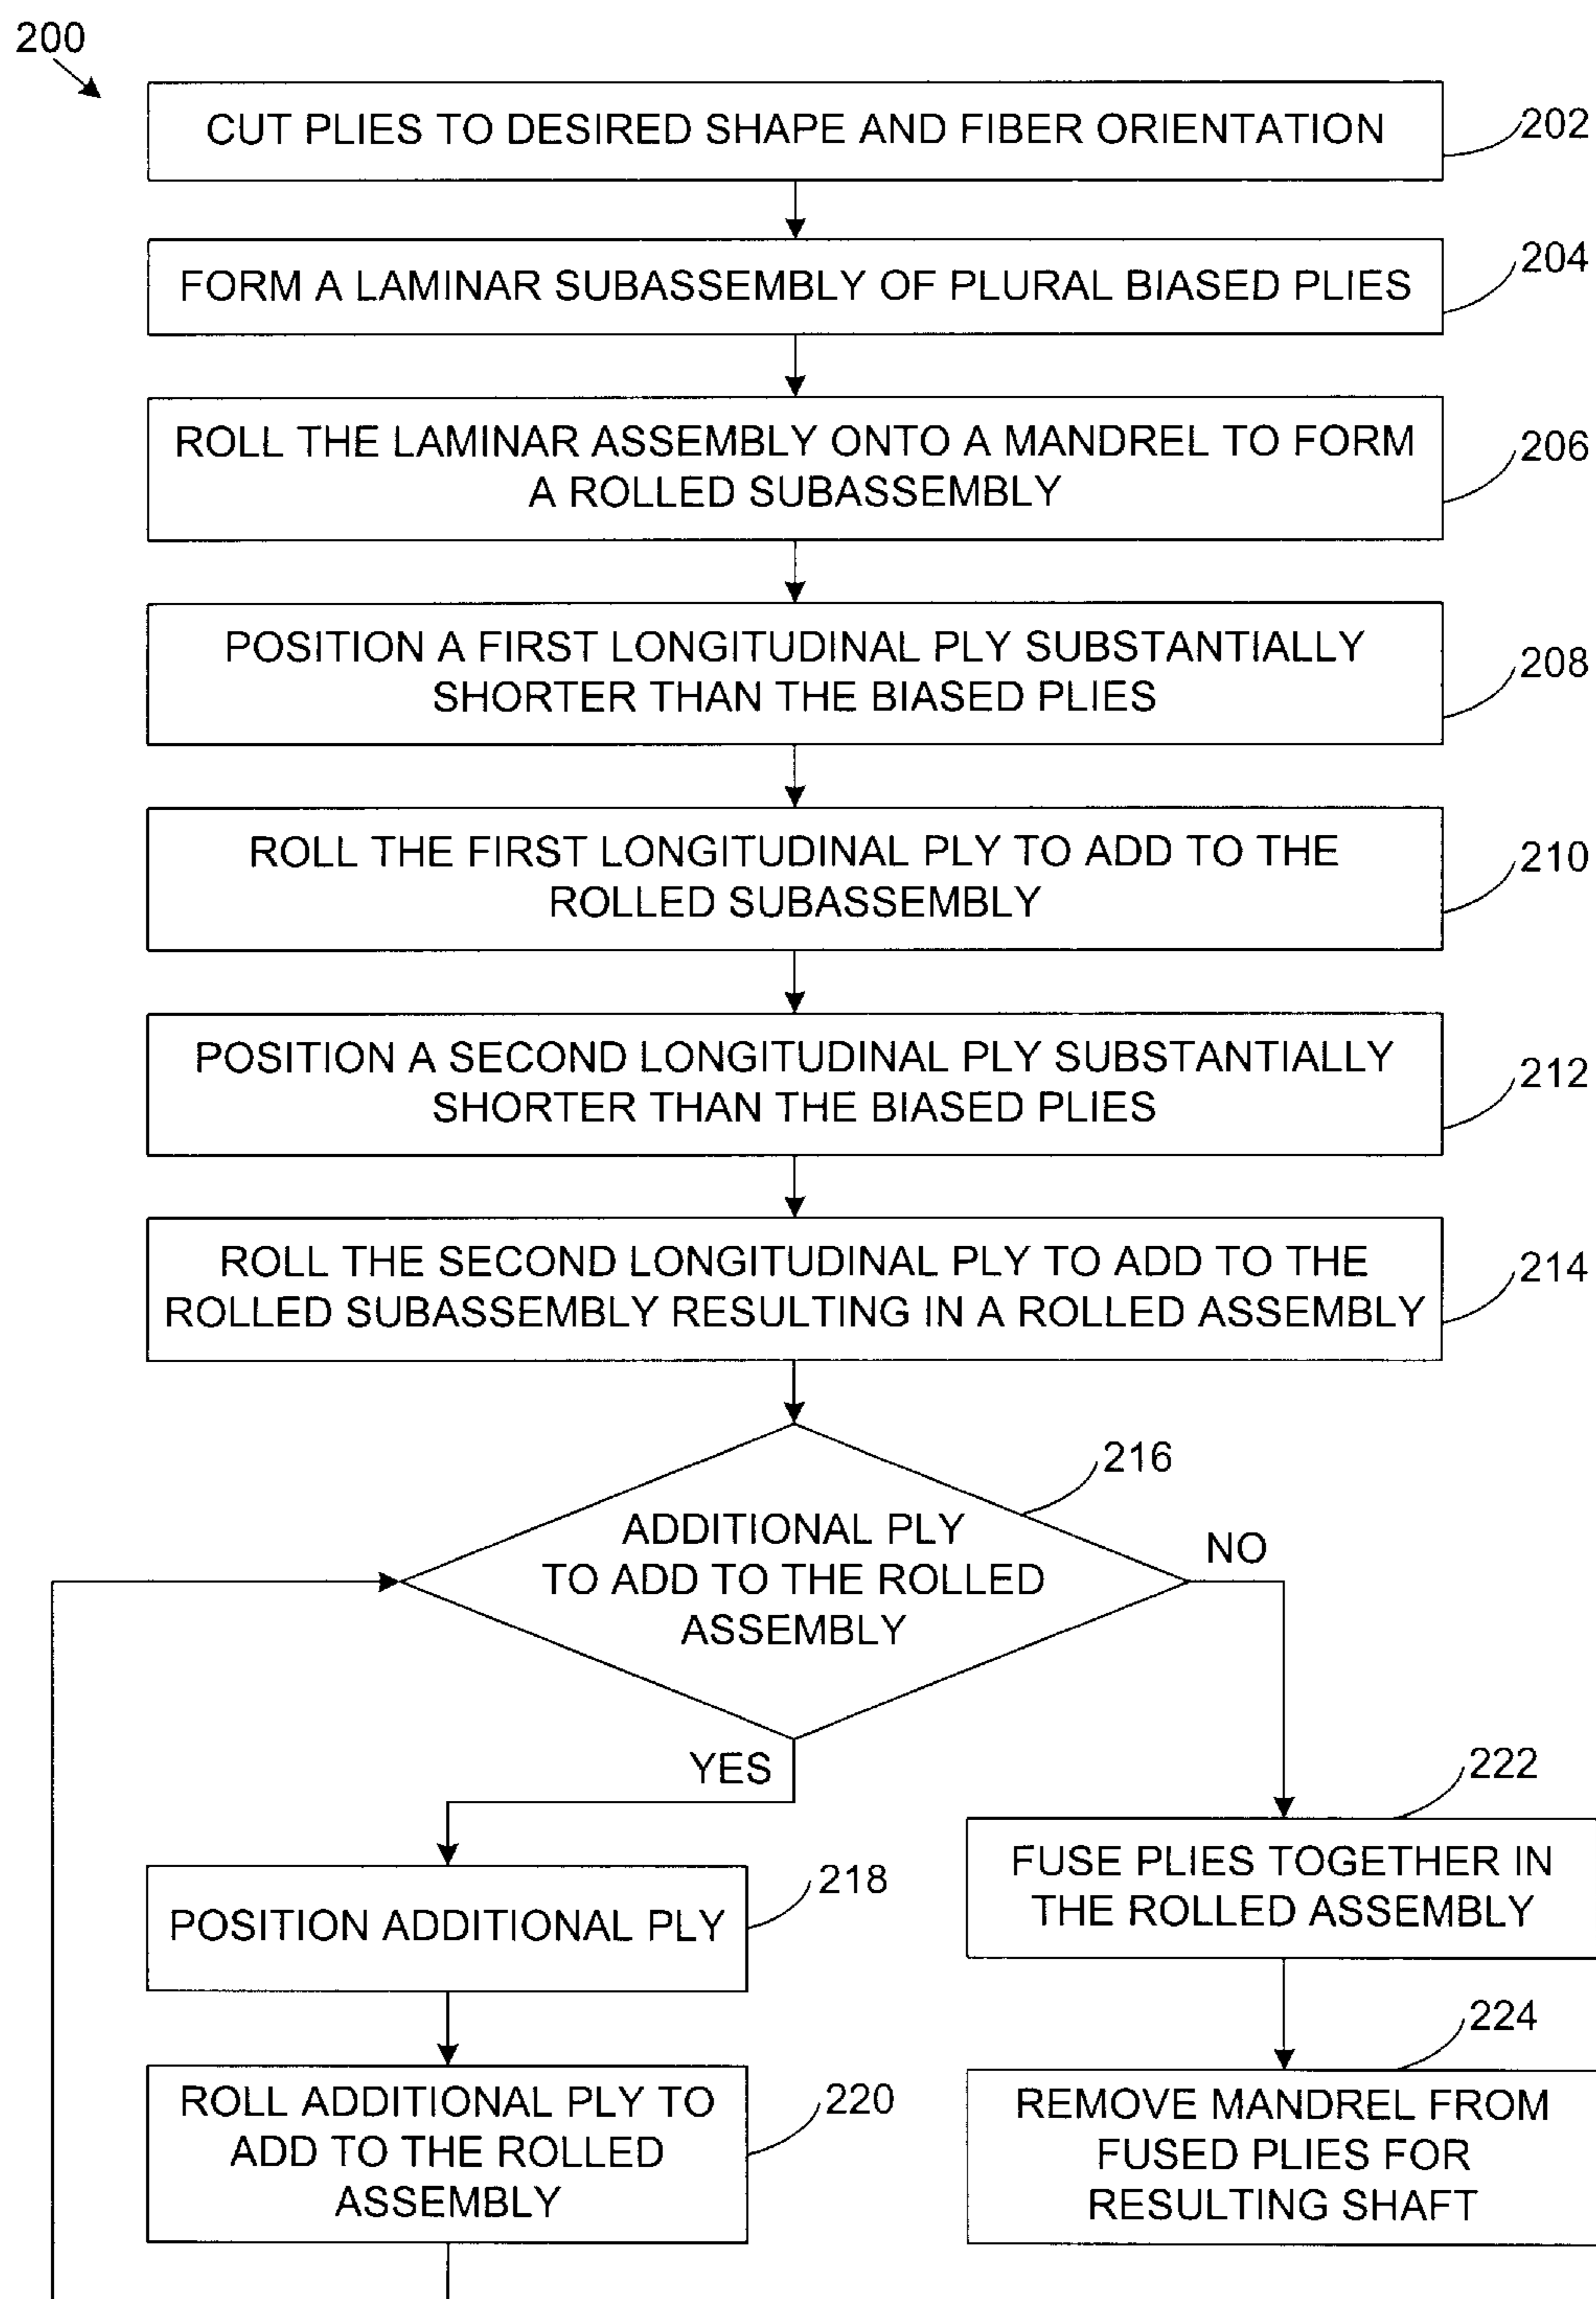 200
CUT PLIES TO DESIRED SHAPE AND FIBER ORIENTATION
202
FORM A LAMINAR SUBASSEMBLY OF PLURAL BIASED PLIES
204
ROLL THE LAMINAR ASSEMBLY ONTO A MANDREL TO FORM
A ROLLED SUBASSEMBLY
206
POSITION A FIRST LONGITUDINAL PLY SUBSTANTIALLY
SHORTER THAN THE BIASED PLIES
208
ROLL THE FIRST LONGITUDINAL PLY TO ADD TO THE
ROLLED SUBASSEMBLY
210
POSITION A SECOND LONGITUDINAL PLY SUBSTANTIALLY
SHORTER THAN THE BIASED PLIES
212
ROLL THE SECOND LONGITUDINAL PLY TO ADD TO THE
ROLLED SUBASSEMBLY RESULTING IN A ROLLED ASSEMBLY
214
216
ADDITIONAL PLY
TO ADD TO THE ROLLED
ASSEMBLY
NO
YES
218
POSITION ADDITIONAL PLY
220
ROLL ADDITIONAL PLY TO
ADD TO THE ROLLED
ASSEMBLY
222
FUSE PLIES TOGETHER IN
THE ROLLED ASSEMBLY
224
REMOVE MANDREL FROM
FUSED PLIES FOR
RESULTING SHAFT